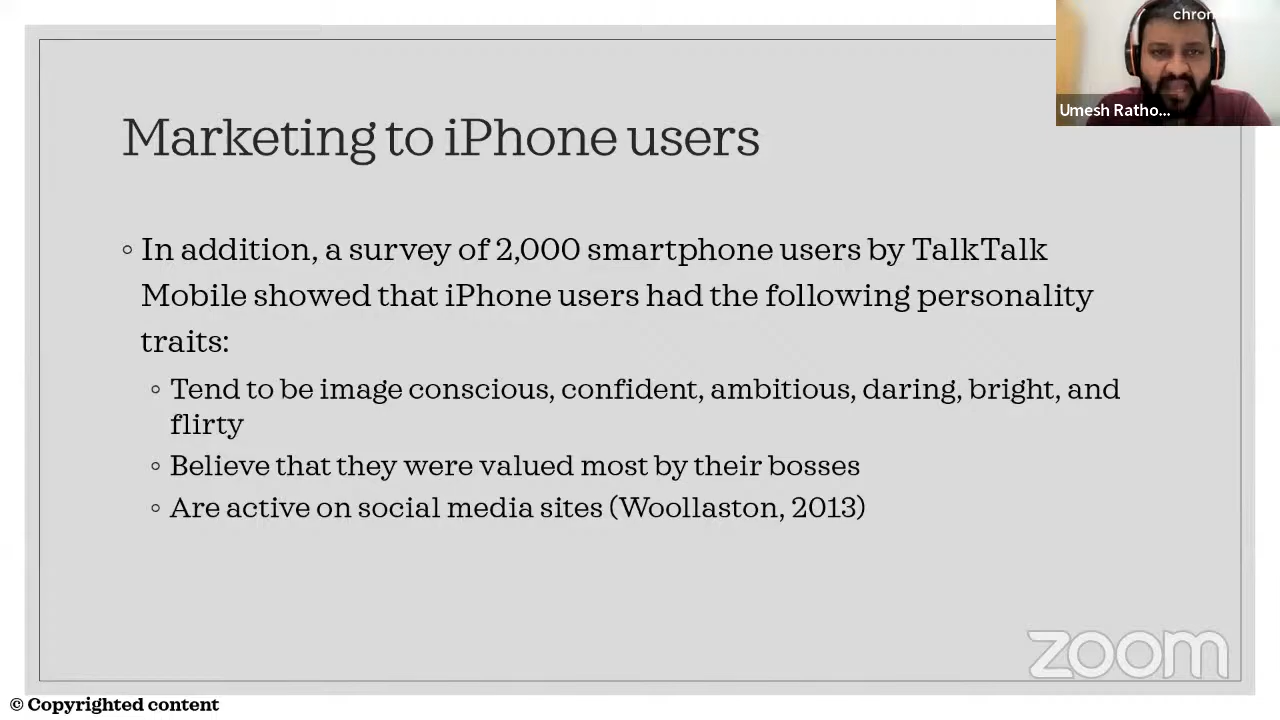 chron
Umesh Ratho...
Marketing to iPhone users
◦ In addition, a survey of 2,000 smartphone users by TalkTalk
Mobile showed that iPhone users had the following personality
traits:
◦ Tend to be image conscious, confident, ambitious, daring, bright, and
flirty
◦ Believe that they were valued most by their bosses
◦ Are active on social media sites (Woollaston, 2013)
zoom
© Copyrighted content